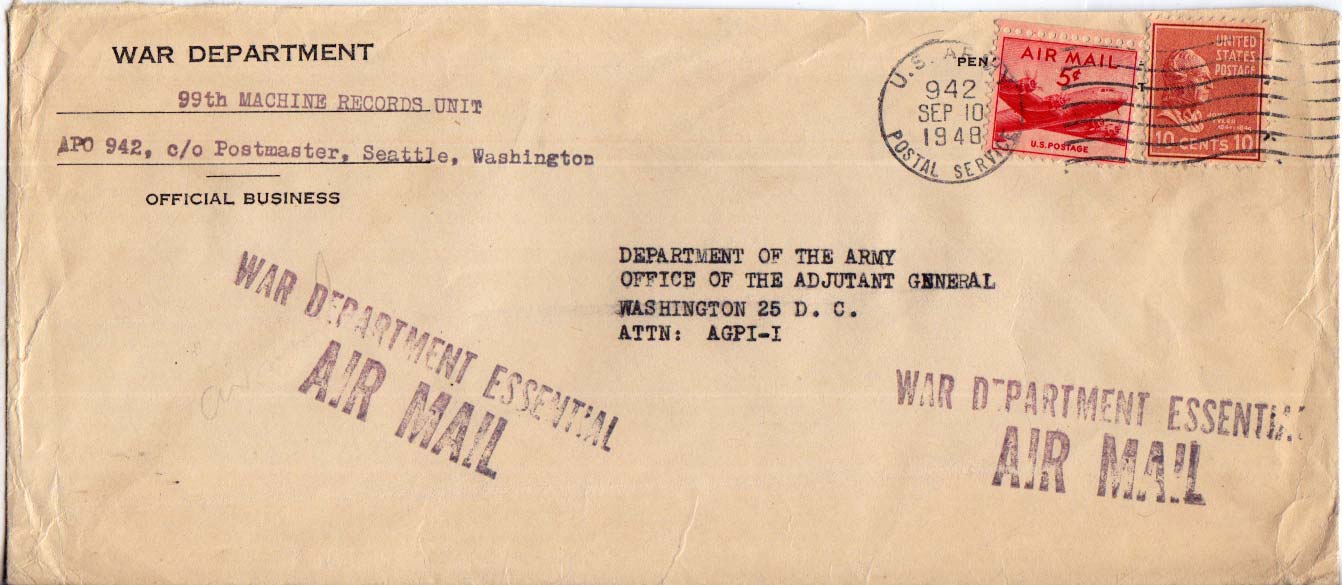 WAR DEPARTMENT
99th MACHINE RECORDS UNIT
APO 942, c/o Postmaster, Seattle, Washington
OFFICIAL BUSINESS
U.S. ARMY
942
SEP 10
1948
POSTAL SERVICE
PEN
AIR MAIL
5¢
U.S. POSTAGE
UNITED
STATES
POSTAGE
10 CENTS 10
DEPARTMENT OF THE ARMY
OFFICE OF THE ADJUTANT GENERAL
WASHINGTON 25 D. C.
ATTN: AGPI-I
WAR DEPARTMENT ESSENTIAL
AIR MAIL
WAR DEPARTMENT ESSENTIAL
AIR MAIL